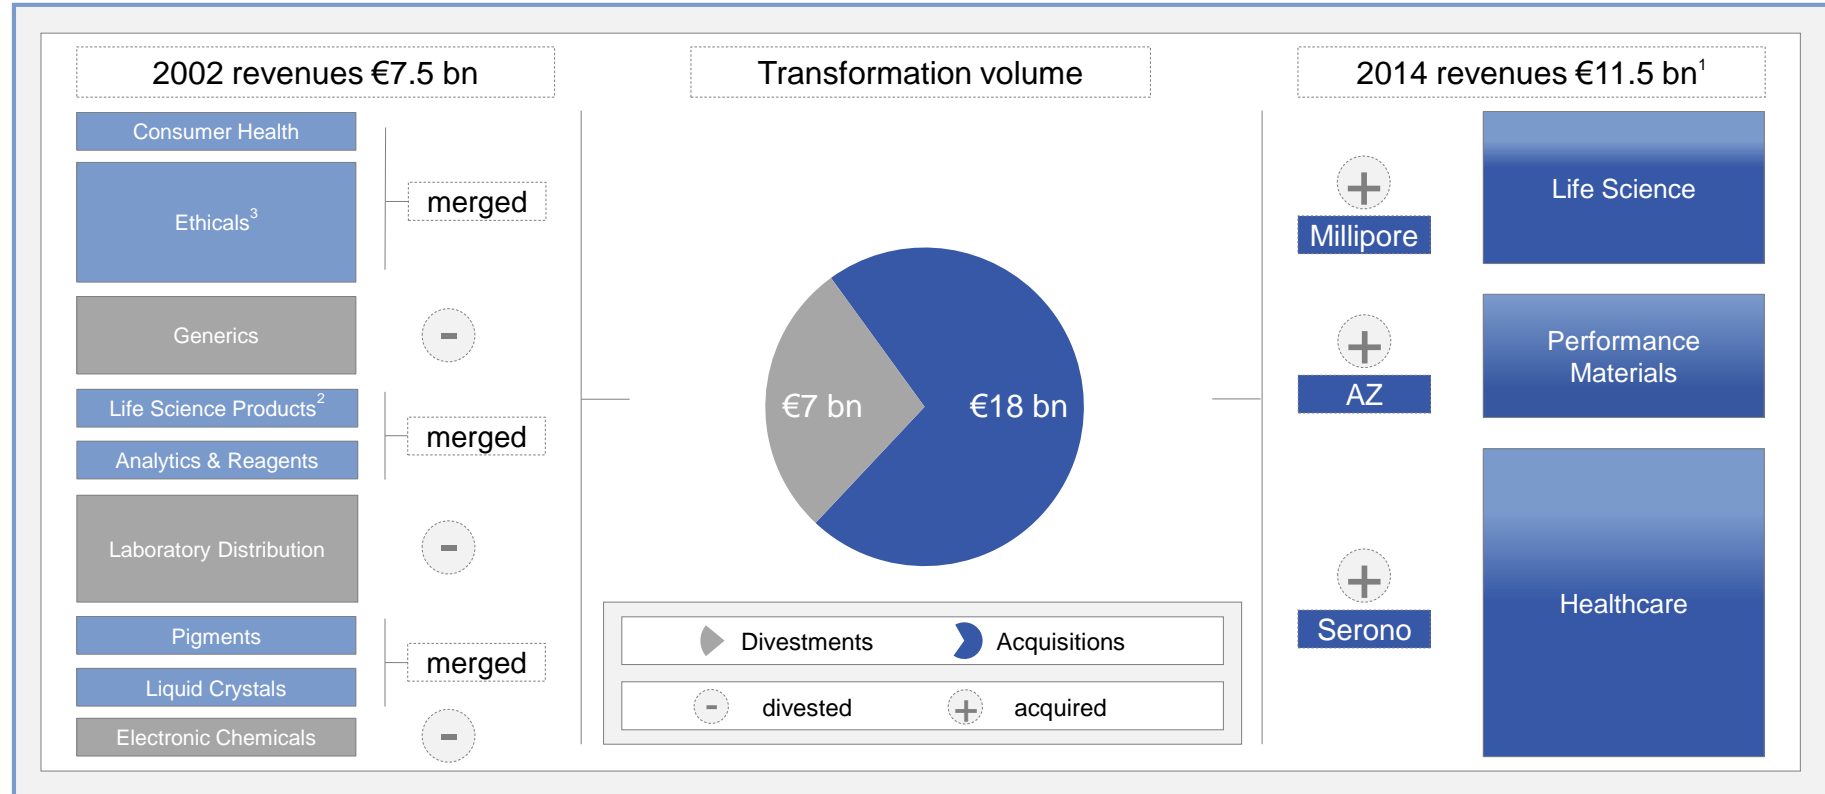 2002 revenues €7.5 bn
Consumer Health
Ethicals³
merged
Generics
-
Life Science Products²
Analytics & Reagents
merged
Laboratory Distribution
-
Pigments
Liquid Crystals
merged
Electronic Chemicals
-
Transformation volume
€7 bn
€18 bn
Divestments
Acquisitions
- divested
+ acquired
2014 revenues €11.5 bn¹
+
Millipore
Life Science
+
AZ
Performance
Materials
+
Serono
Healthcare